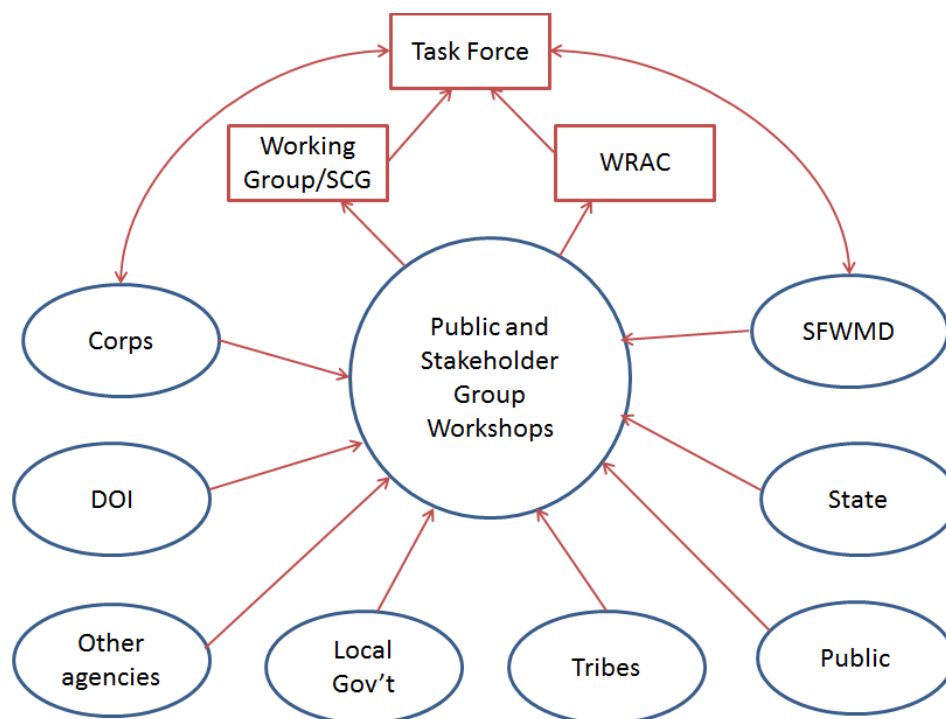 Task Force
Working
Group/SCG
WRAC
Public and
Stakeholder
Group
Workshops
Corps
SFWMD
DOI
State
Other
agencies
Local
Gov't
Tribes
Public